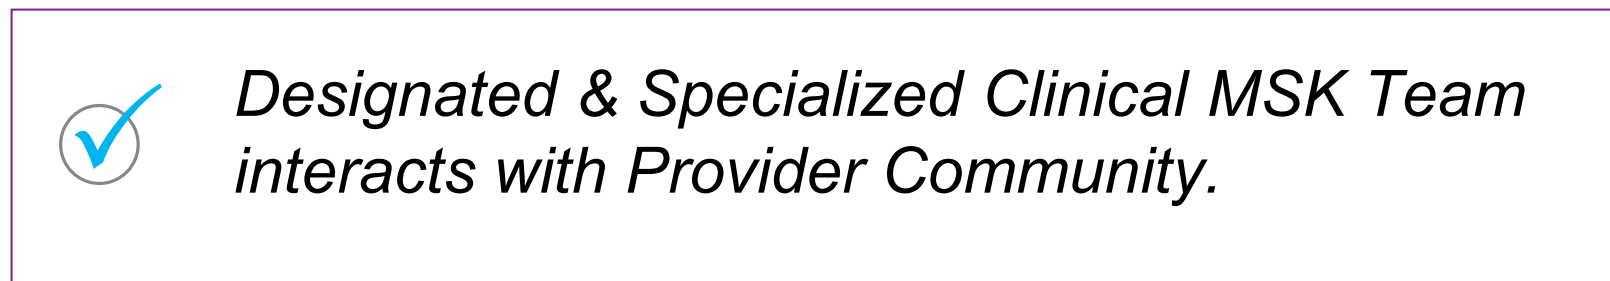 Designated & Specialized Clinical MSK Team
interacts with Provider Community.